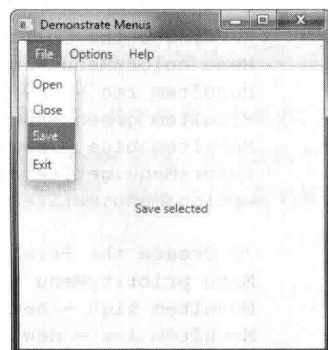 Demonstrate Menus
File Options Help
Open
Close
Save
Exit
Save selected